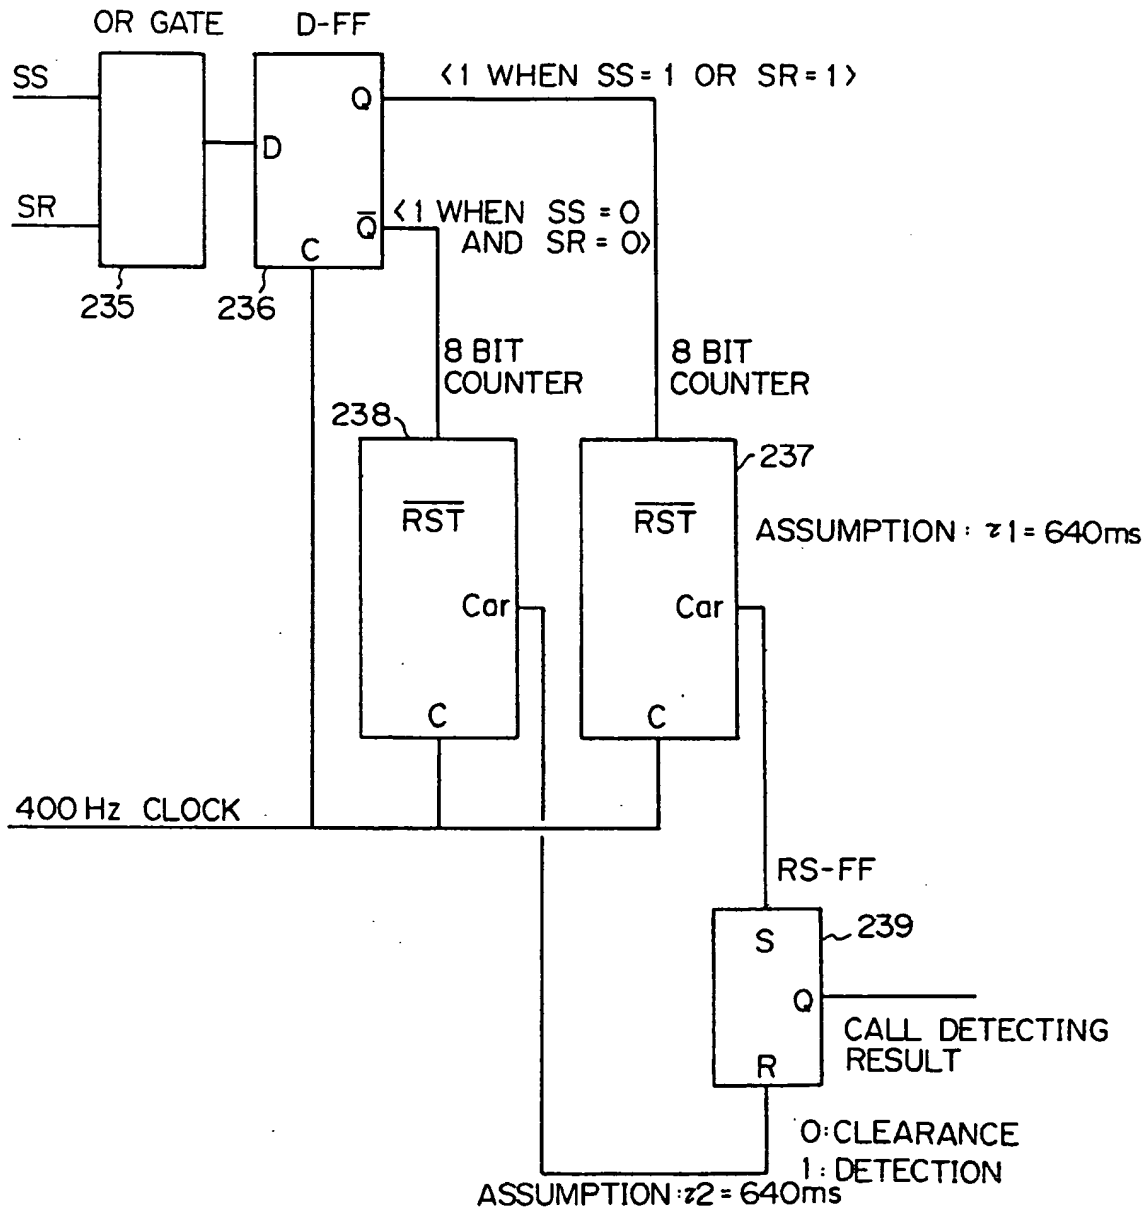 OR GATE
D-FF
SS
SR
D
Q
Q̅
C
<1 WHEN SS=1 OR SR=1>
<1 WHEN SS=0
AND SR=0>
235
236
8 BIT
COUNTER
8 BIT
COUNTER
238
237
R̅S̅T̅
R̅S̅T̅
ASSUMPTION: τ1=640ms
Car
Car
C
C
400Hz CLOCK
RS-FF
239
S
Q
R
CALL DETECTING
RESULT
0:CLEARANCE
1:DETECTION
ASSUMPTION:τ2=640ms